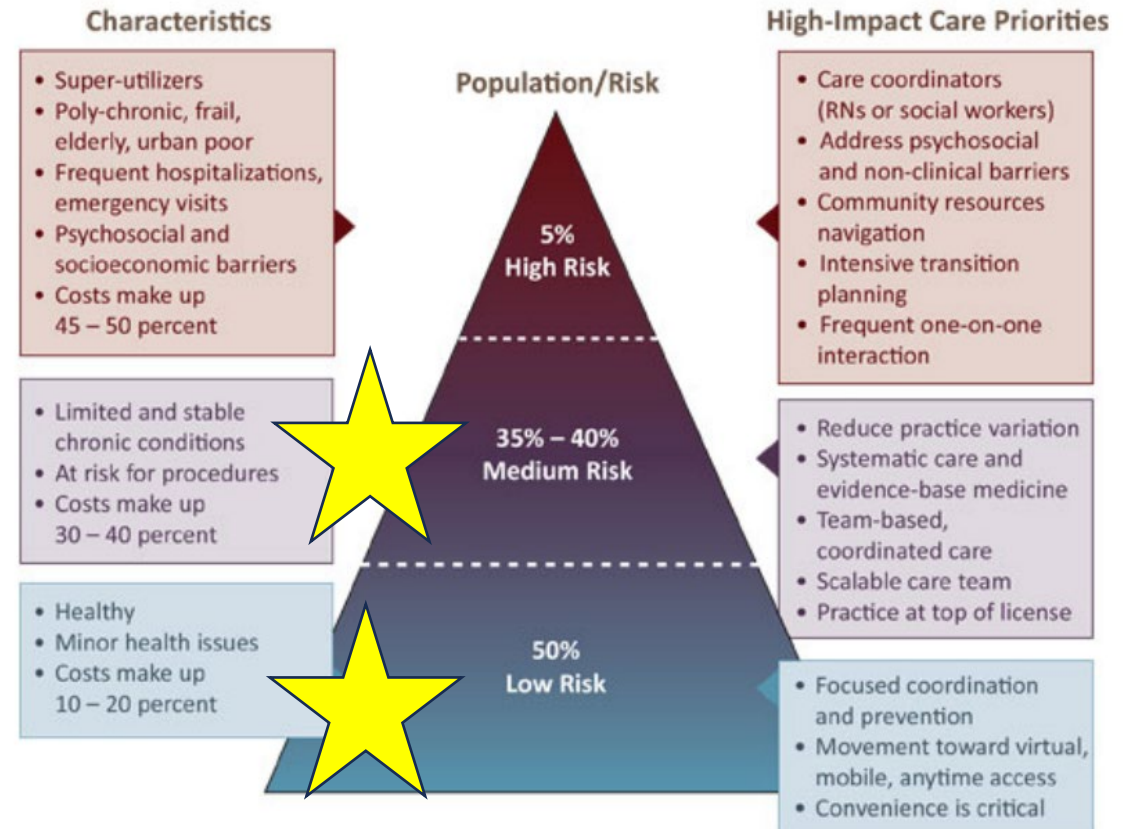 Characteristics
• Super-utilizers
• Poly-chronic, frail,
elderly, urban poor
• Frequent hospitalizations,
emergency visits
• Psychosocial and
socioeconomic barriers
• Costs make up
45 – 50 percent
• Limited and stable
chronic conditions
• At risk for procedures
• Costs make up
30 – 40 percent
• Healthy
• Minor health issues
• Costs make up
10 – 20 percent
Population/Risk
5%
High Risk
35% – 40%
Medium Risk
50%
Low Risk
High-Impact Care Priorities
• Care coordinators
(RNs or social workers)
• Address psychosocial
and non-clinical barriers
• Community resources
navigation
• Intensive transition
planning
• Frequent one-on-one
interaction
• Reduce practice variation
• Systematic care and
evidence-base medicine
• Team-based,
coordinated care
• Scalable care team
• Practice at top of license
• Focused coordination
and prevention
• Movement toward virtual,
mobile, anytime access
• Convenience is critical